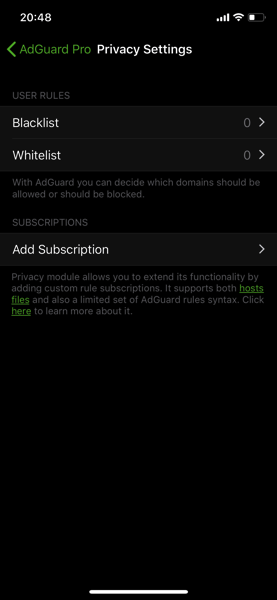 20:48
AdGuard Pro Privacy Settings
USER RULES
Blacklist 0
Whitelist 0
With AdGuard you can decide which domains should be
allowed or should be blocked.
SUBSCRIPTIONS
Add Subscription
Privacy module allows you to extend its functionality by
adding custom rule subscriptions. It supports both hosts
files and also a limited set of AdGuard rules syntax. Click
here to learn more about it.